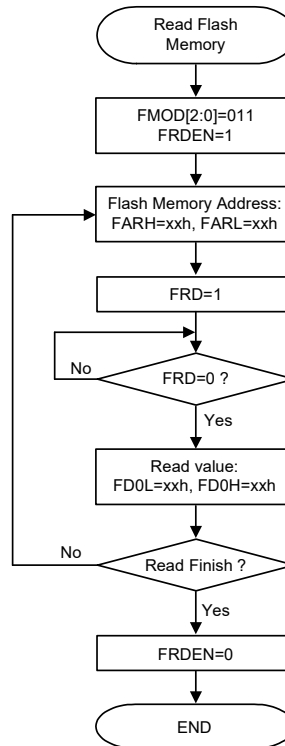 Read Flash
Memory
FMOD[2:0]=011
FRDEN=1
Flash Memory Address:
FARH=xxh, FARL=xxh
FRD=1
No
FRD=0 ?
Yes
Read value:
FD0L=xxh, FD0H=xxh
No
Read Finish ?
Yes
FRDEN=0
END